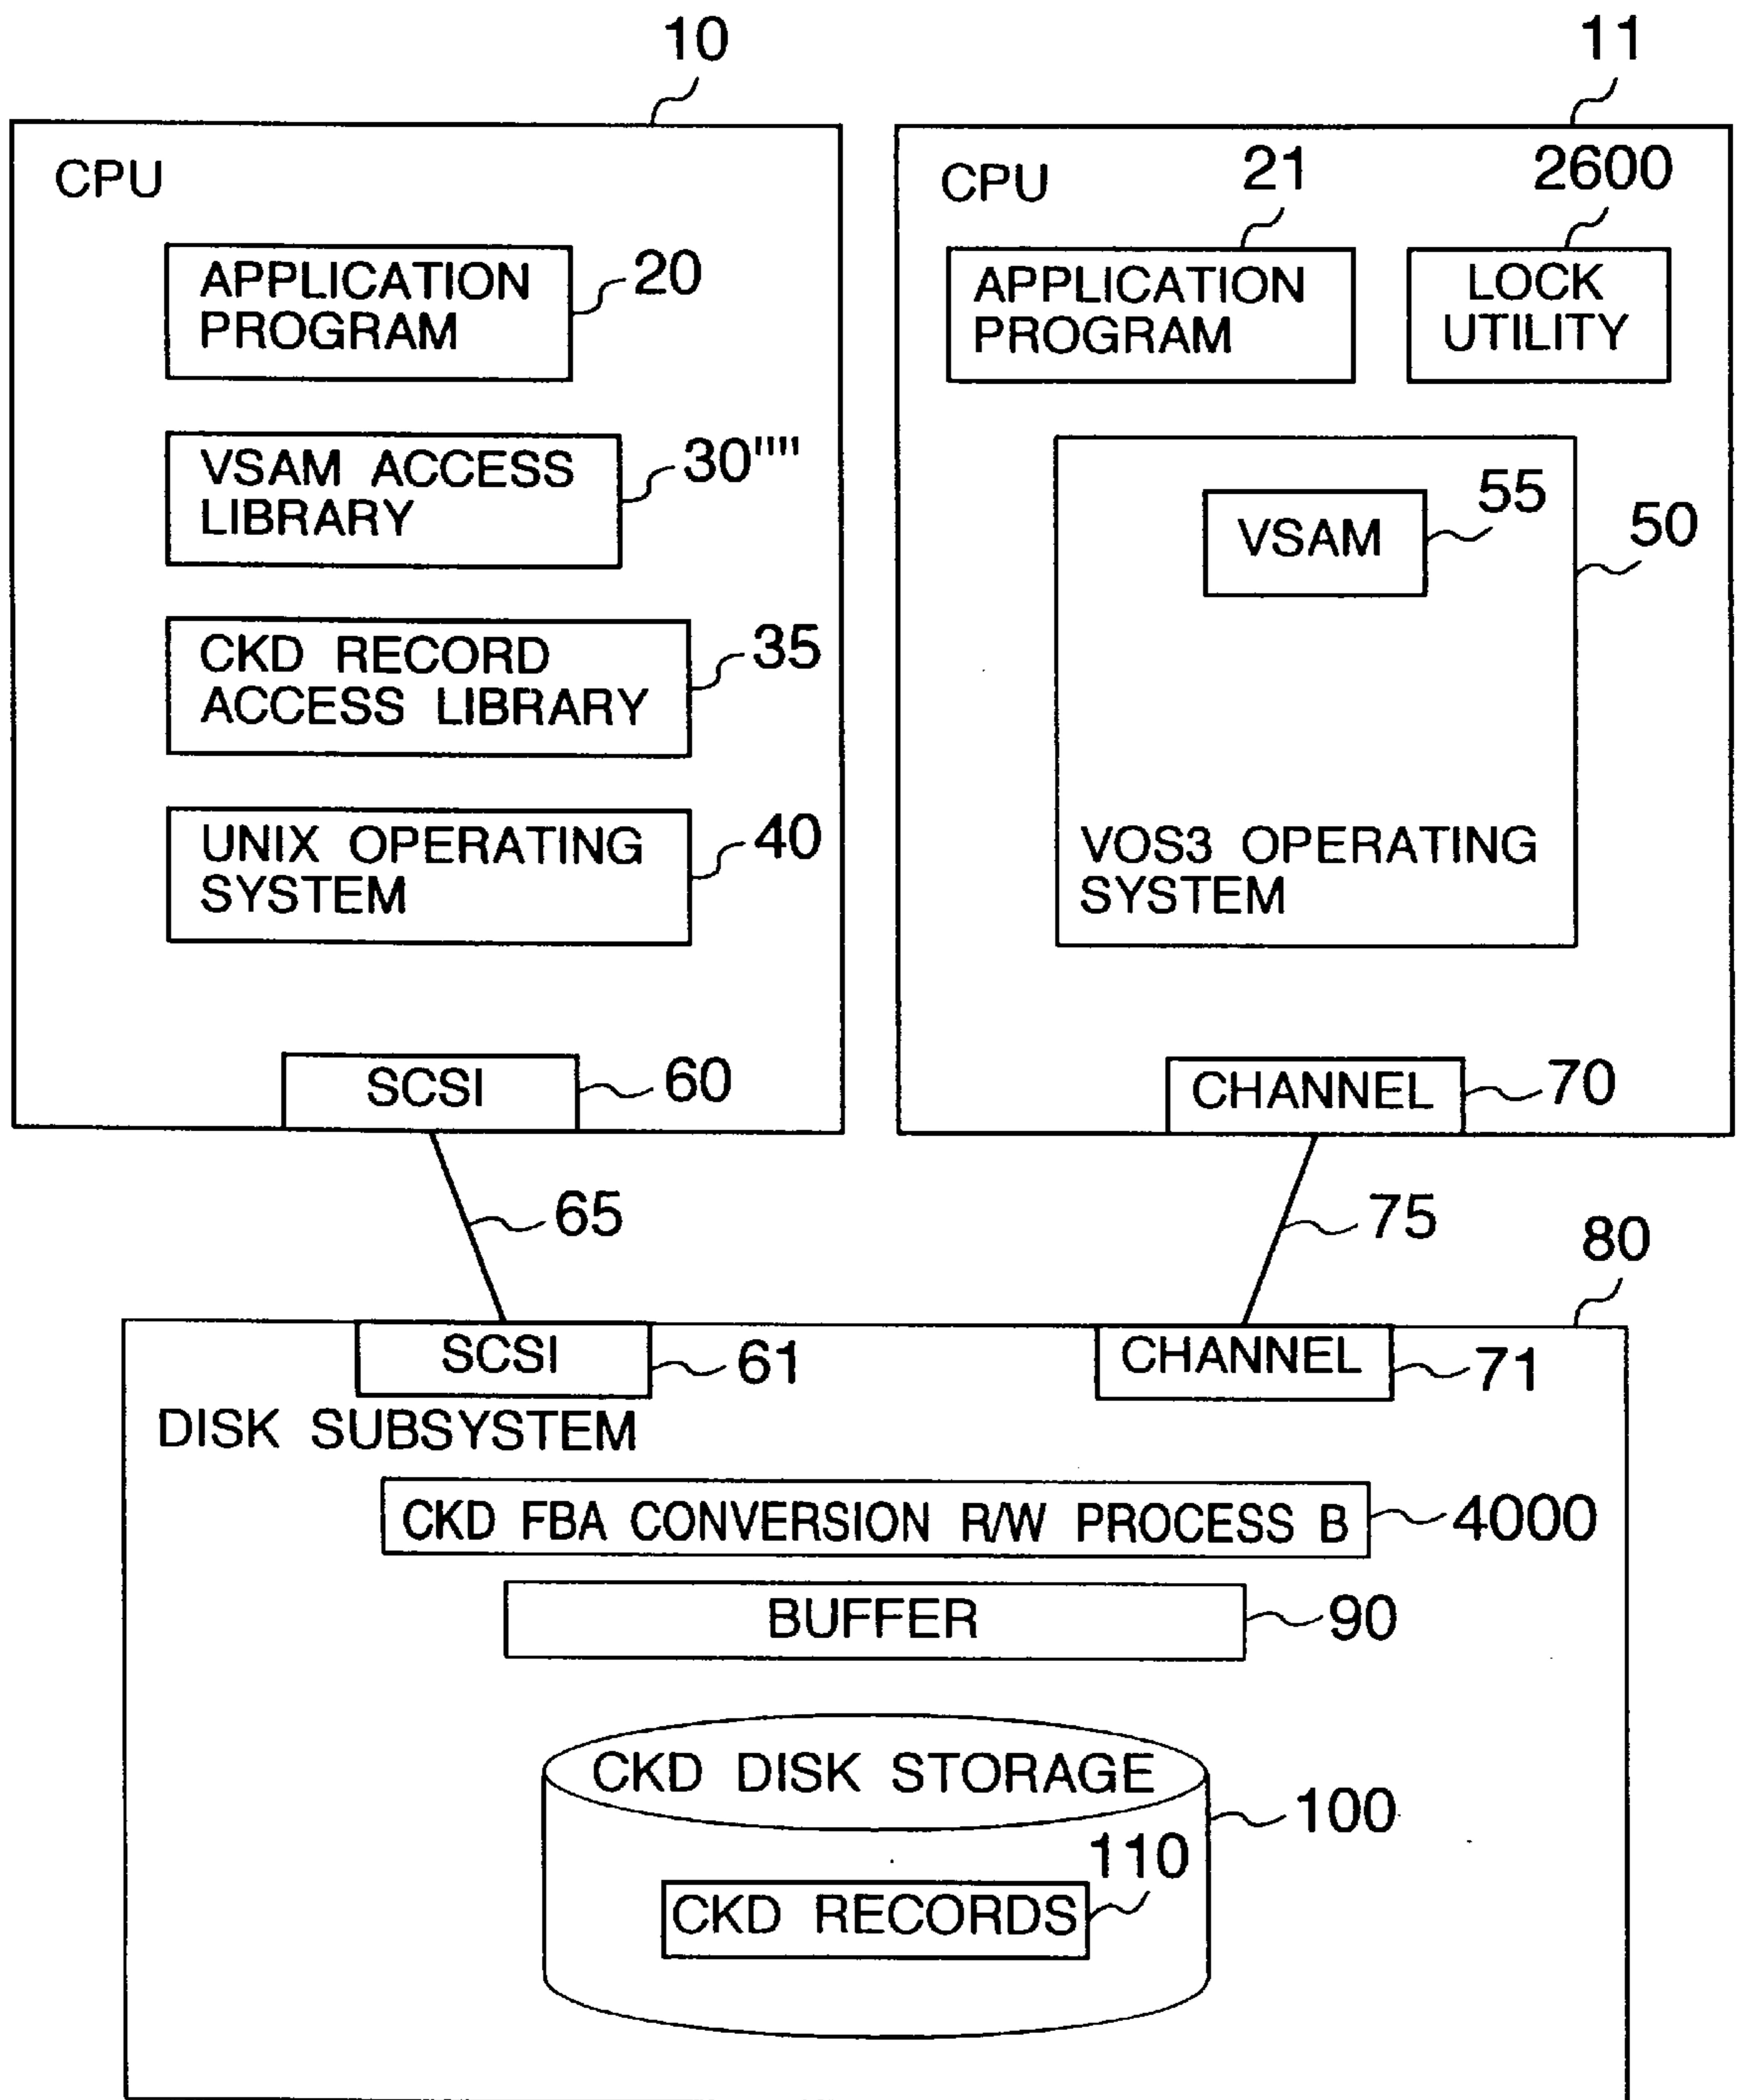 10
11
CPU
CPU
21
2600
APPLICATION
PROGRAM
20
APPLICATION
PROGRAM
LOCK
UTILITY
VSAM ACCESS
LIBRARY
30""
VSAM
55
50
CKD RECORD
ACCESS LIBRARY
35
UNIX OPERATING
SYSTEM
40
VOS3 OPERATING
SYSTEM
SCSI
60
CHANNEL
70
65
75
80
SCSI
61
CHANNEL
71
DISK SUBSYSTEM
CKD FBA CONVERSION R/W PROCESS B
4000
BUFFER
90
CKD DISK STORAGE
100
110
CKD RECORDS